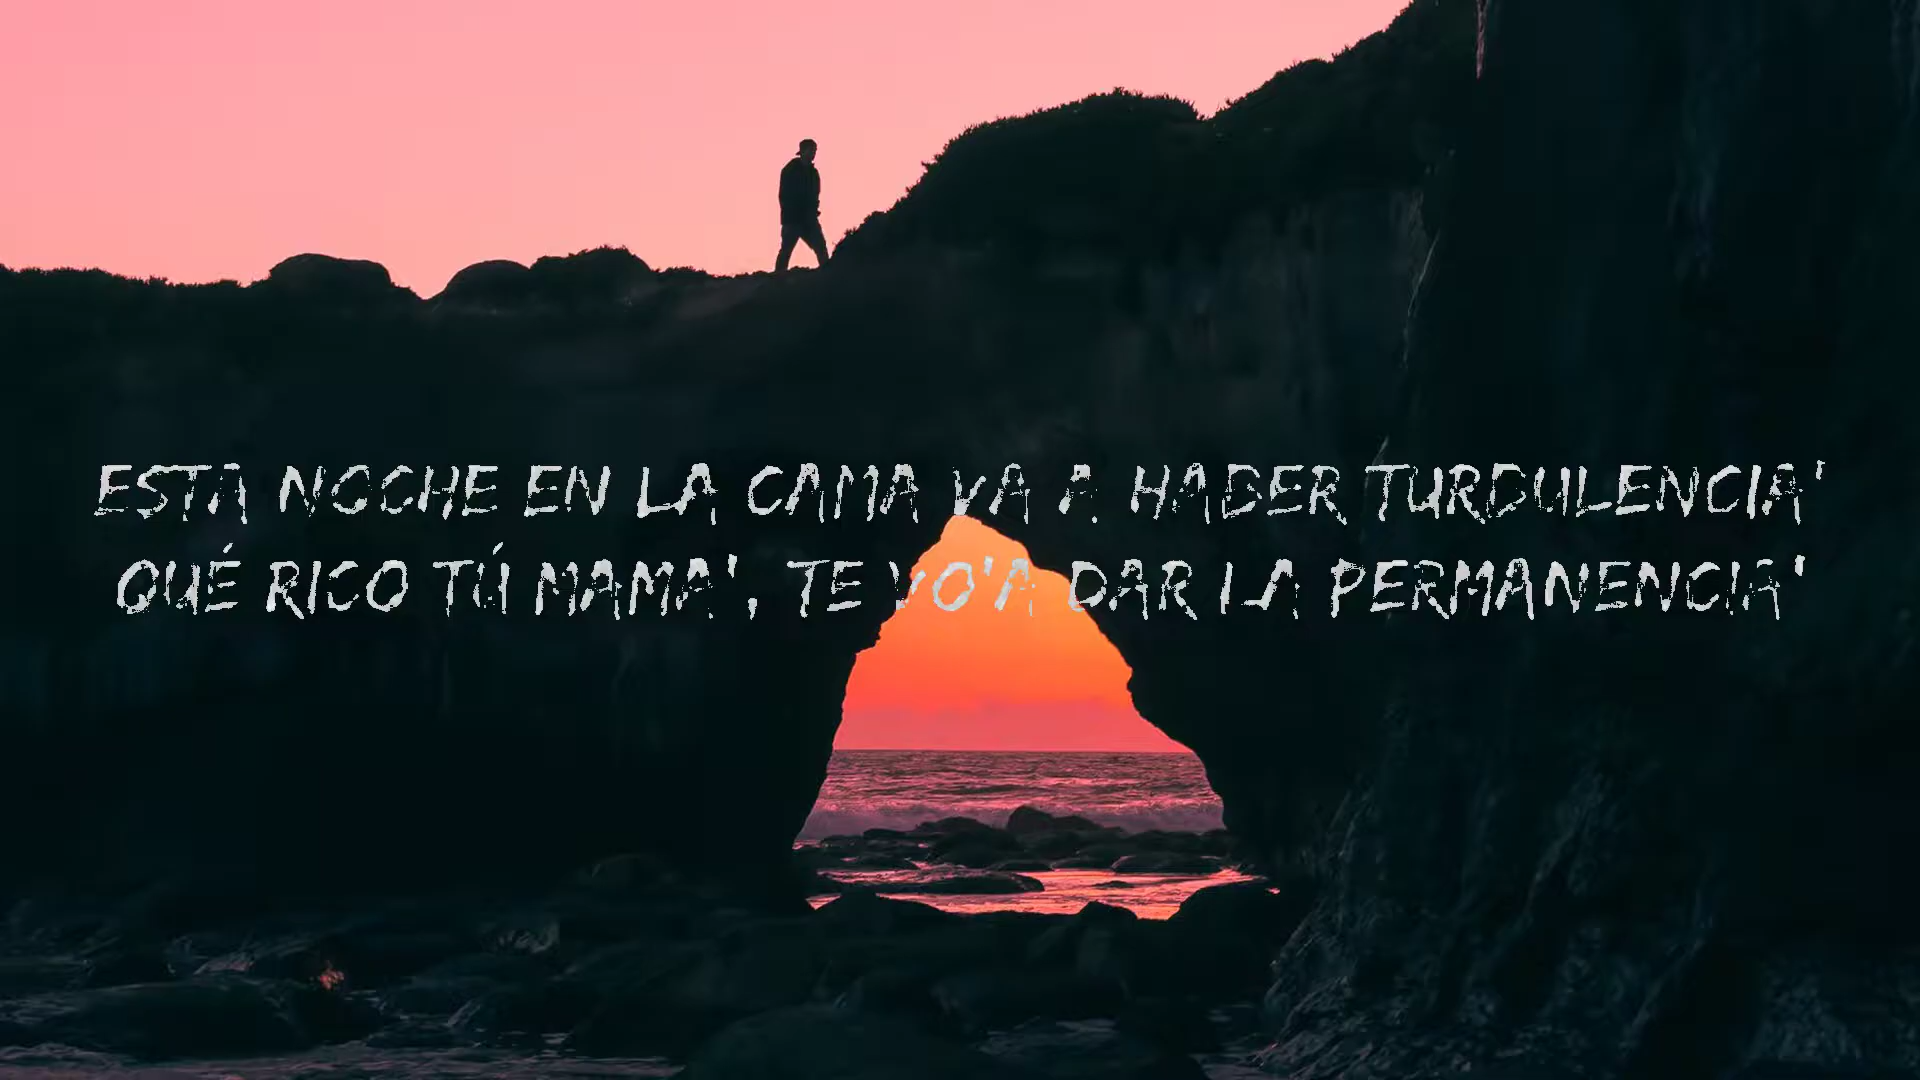 ESTA NOCHE EN LA CAMA VA A HABER TURBULENCIA'
QUÉ RICO TÚ MAMA', TE VO'A DAR LA PERMANENCIA'